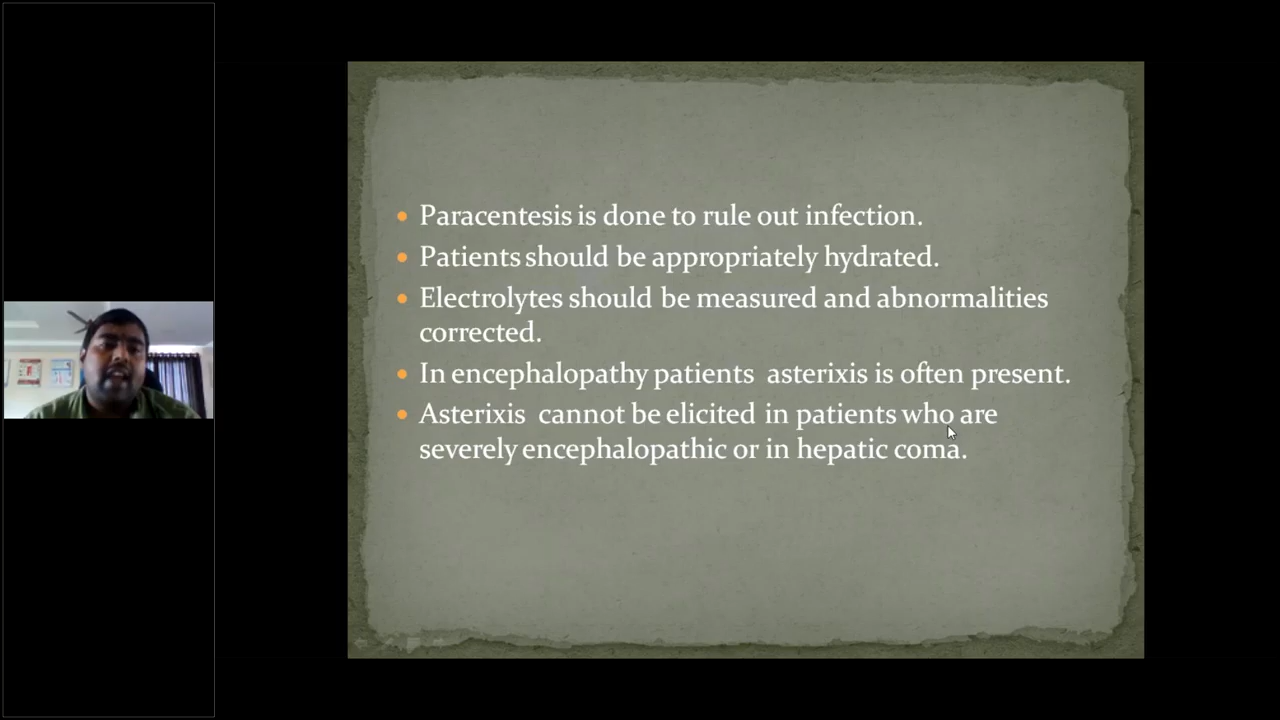 Paracentesis is done to rule out infection.
Patients should be appropriately hydrated.
Electrolytes should be measured and abnormalities
corrected.
In encephalopathy patients asterixis is often present.
Asterixis cannot be elicited in patients who are
severely encephalopathic or in hepatic coma.